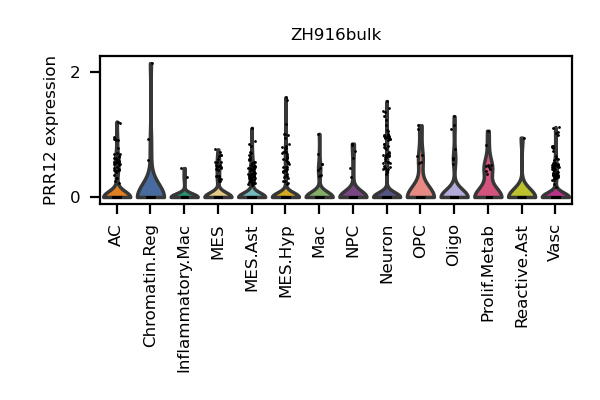 ZH916bulk
PRR12 expression
2
0
AC
Chromatin.Reg
Inflammatory.Mac
MES
MES.Ast
MES.Hyp
Mac
NPC
Neuron
OPC
Oligo
Prolif.Metab
Reactive.Ast
Vasc